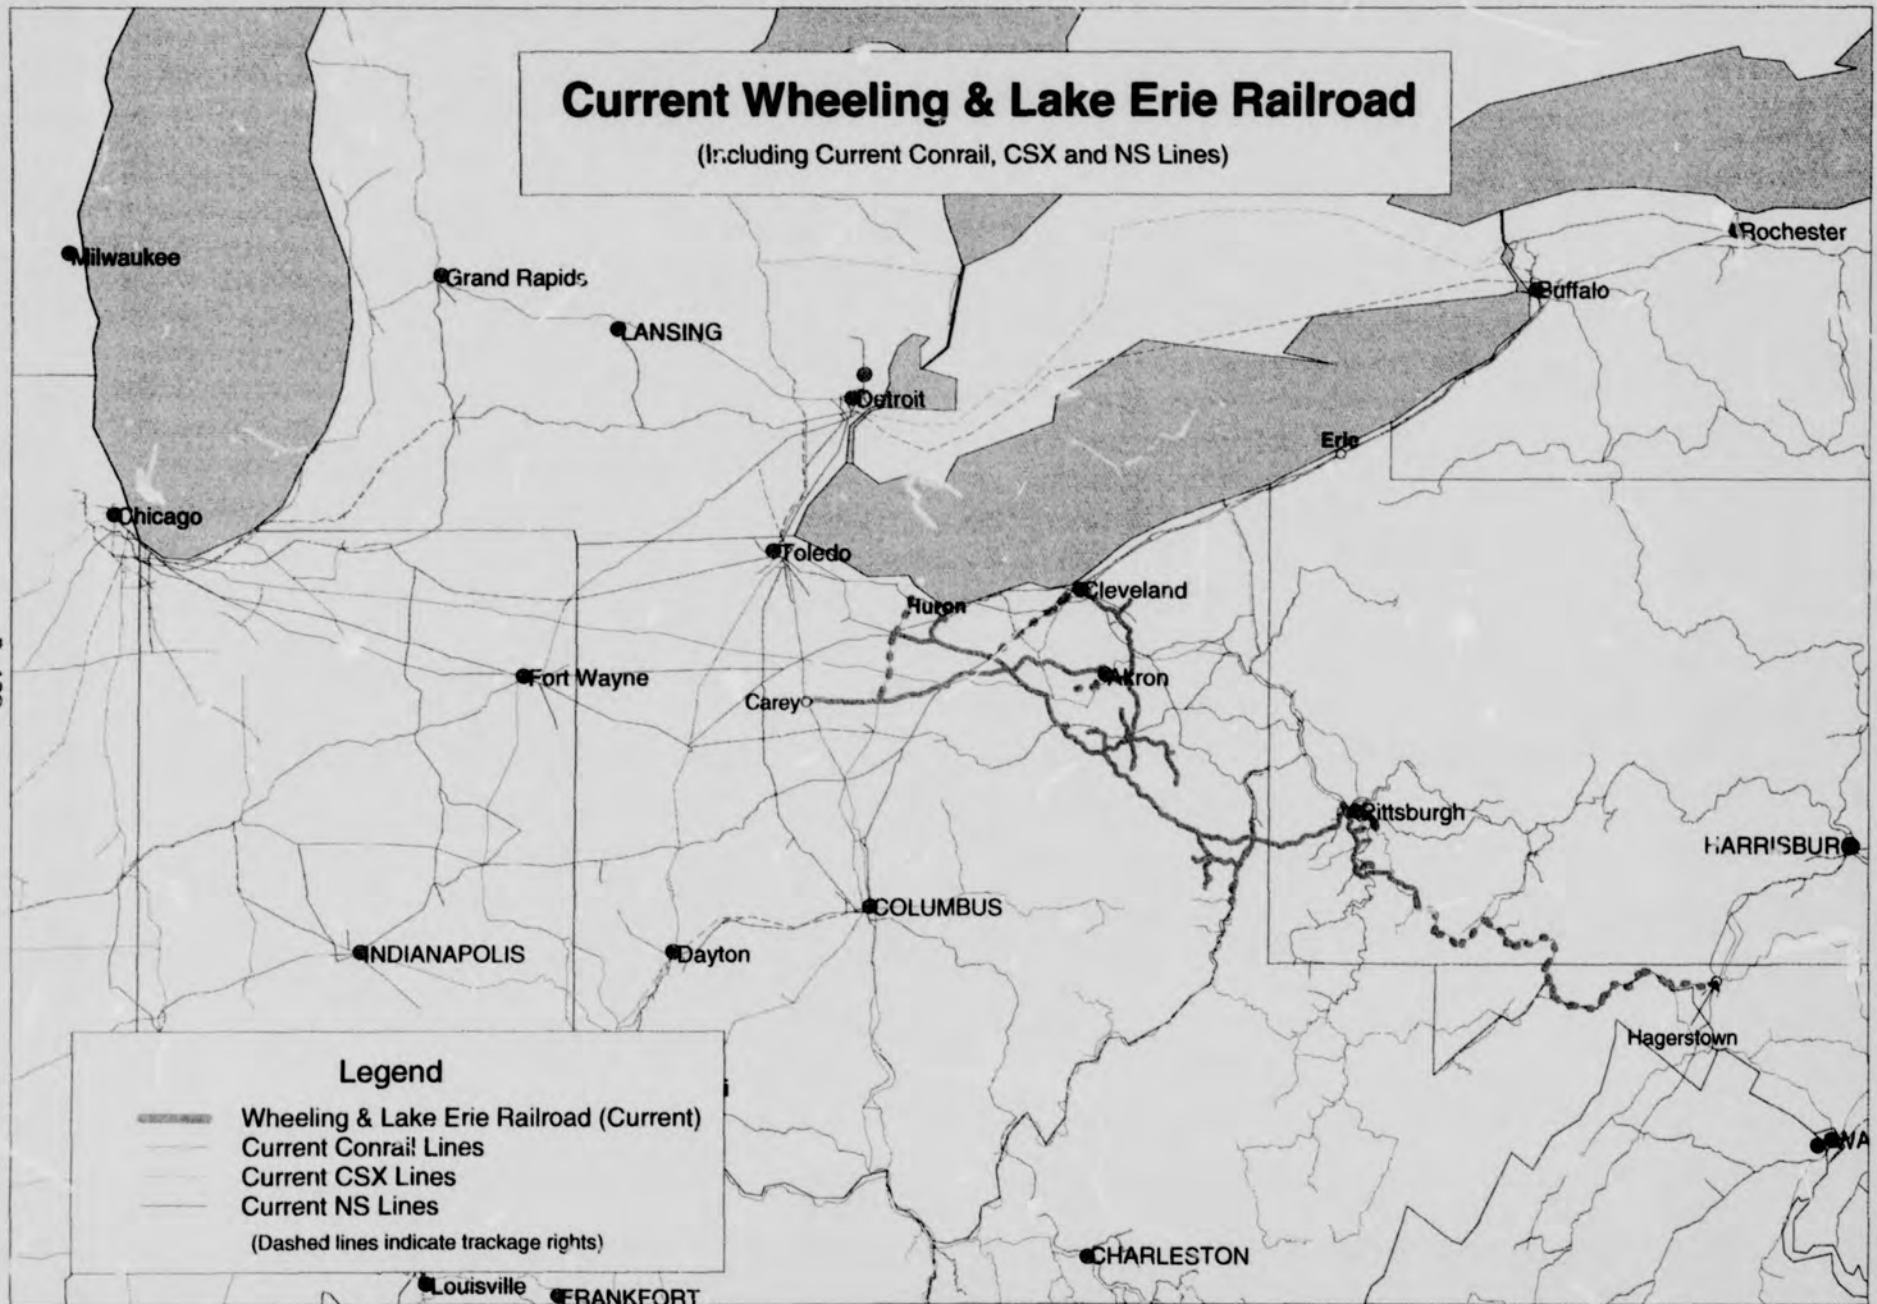 Current Wheeling & Lake Erie Railroad
(Including Current Conrail, CSX and NS Lines)
Milwaukee
Grand Rapids
LANSING
Detroit
Rochester
Buffalo
Erie
Chicago
Toledo
Huron
Cleveland
Fort Wayne
Carey
Akron
Pittsburgh
HARRISBUR
COLUMBUS
INDIANAPOLIS
Dayton
Hagerstown
WA
Legend
Wheeling & Lake Erie Railroad (Current)
Current Conrail Lines
Current CSX Lines
Current NS Lines
(Dashed lines indicate trackage rights)
CHARLESTON
Louisville
FRANKFORT